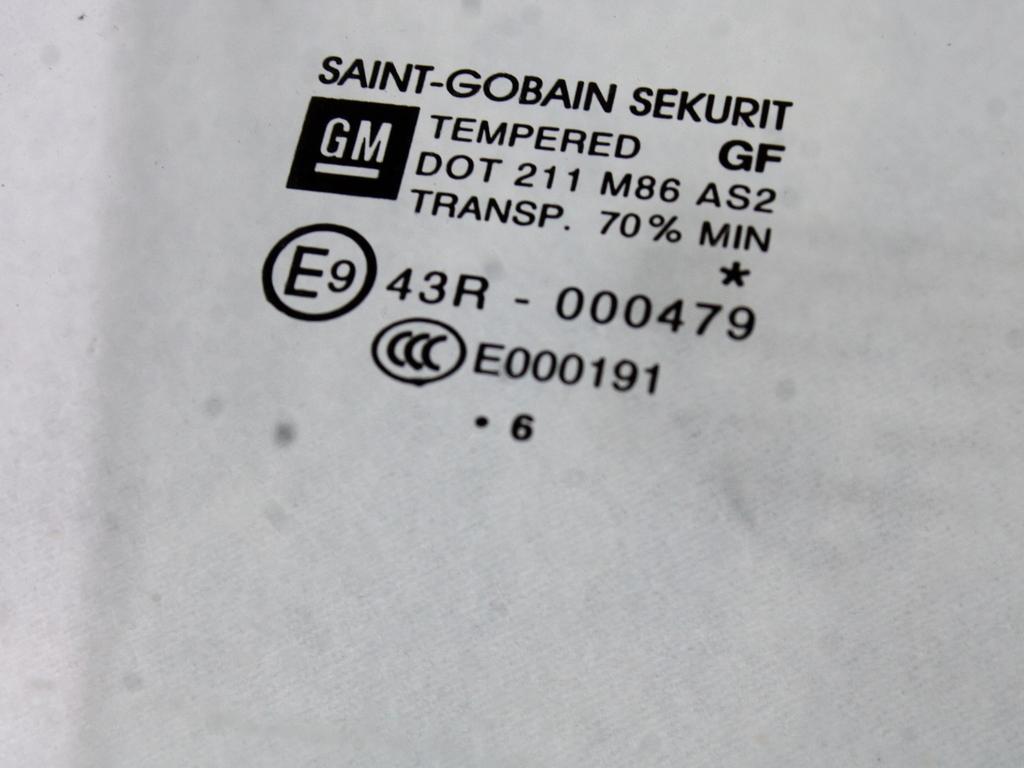 SAINT-GOBAIN SEKURIT
GM
TEMPERED GF
DOT 211 M86 AS2
TRANSP. 70% MIN
*
E9 43R - 000479
CCC E000191
• 6